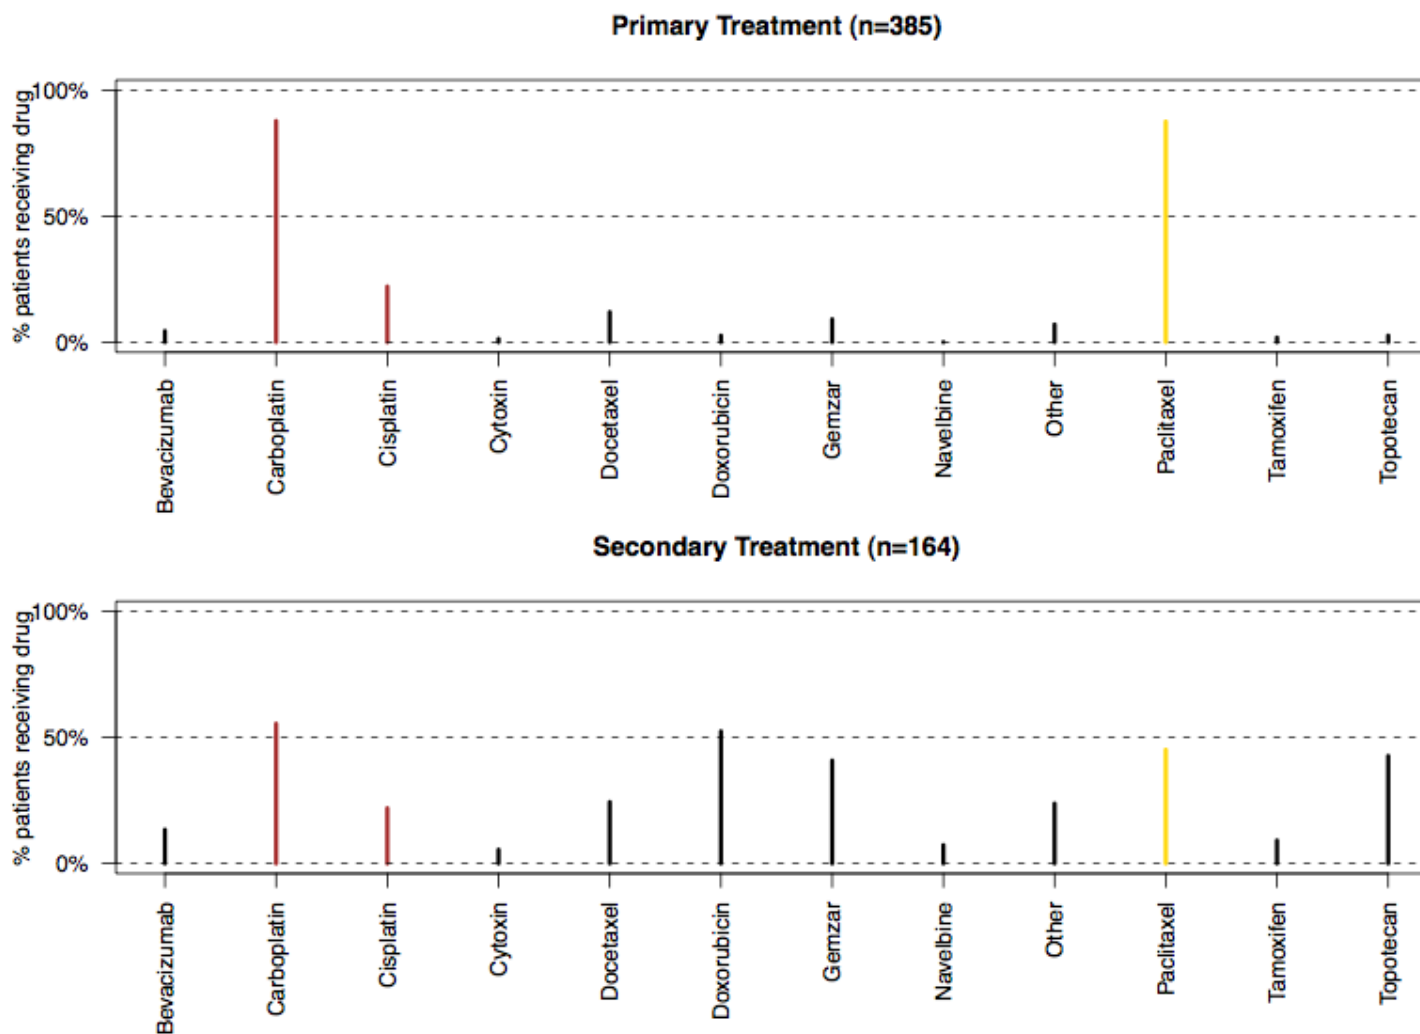 Primary Treatment (n=385)
% patients receiving drug
100%
50%
0%
Bevacizumab
Carboplatin
Cisplatin
Cytoxin
Docetaxel
Doxorubicin
Gemzar
Navelbine
Other
Paclitaxel
Tamoxifen
Topotecan
Secondary Treatment (n=164)
% patients receiving drug
100%
50%
0%
Bevacizumab
Carboplatin
Cisplatin
Cytoxin
Docetaxel
Doxorubicin
Gemzar
Navelbine
Other
Paclitaxel
Tamoxifen
Topotecan